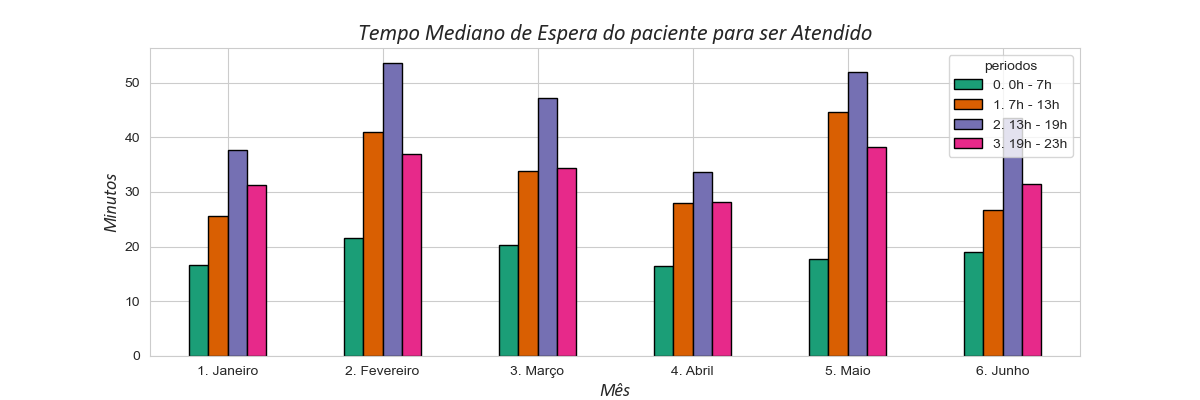 Tempo Mediano de Espera do paciente para ser Atendido
periodos
0. 0h - 7h
1. 7h - 13h
2. 13h - 19h
3. 19h - 23h
Minutos
50
40
30
20
10
0
1. Janeiro
2. Fevereiro
3. Março
4. Abril
5. Maio
6. Junho
Mês